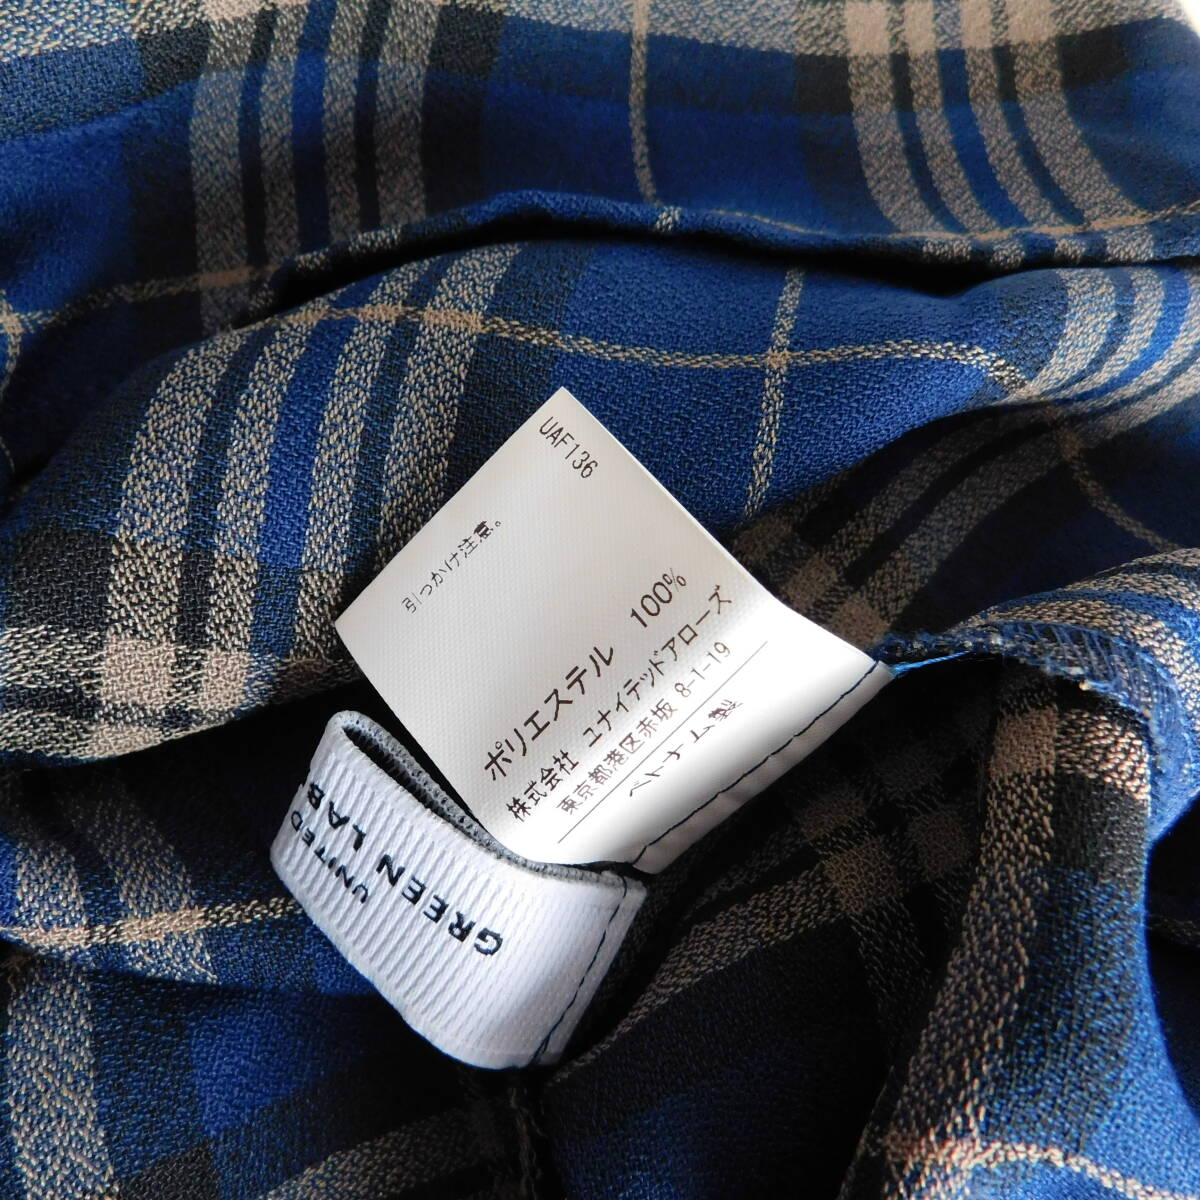 UAF136
引つかけ注意。
ポリエステル 100%
株式会社 ユナイテッドアローズ
東京都港区赤坂 8-1-19
ベトナム製
UNITED
GREEN LAB